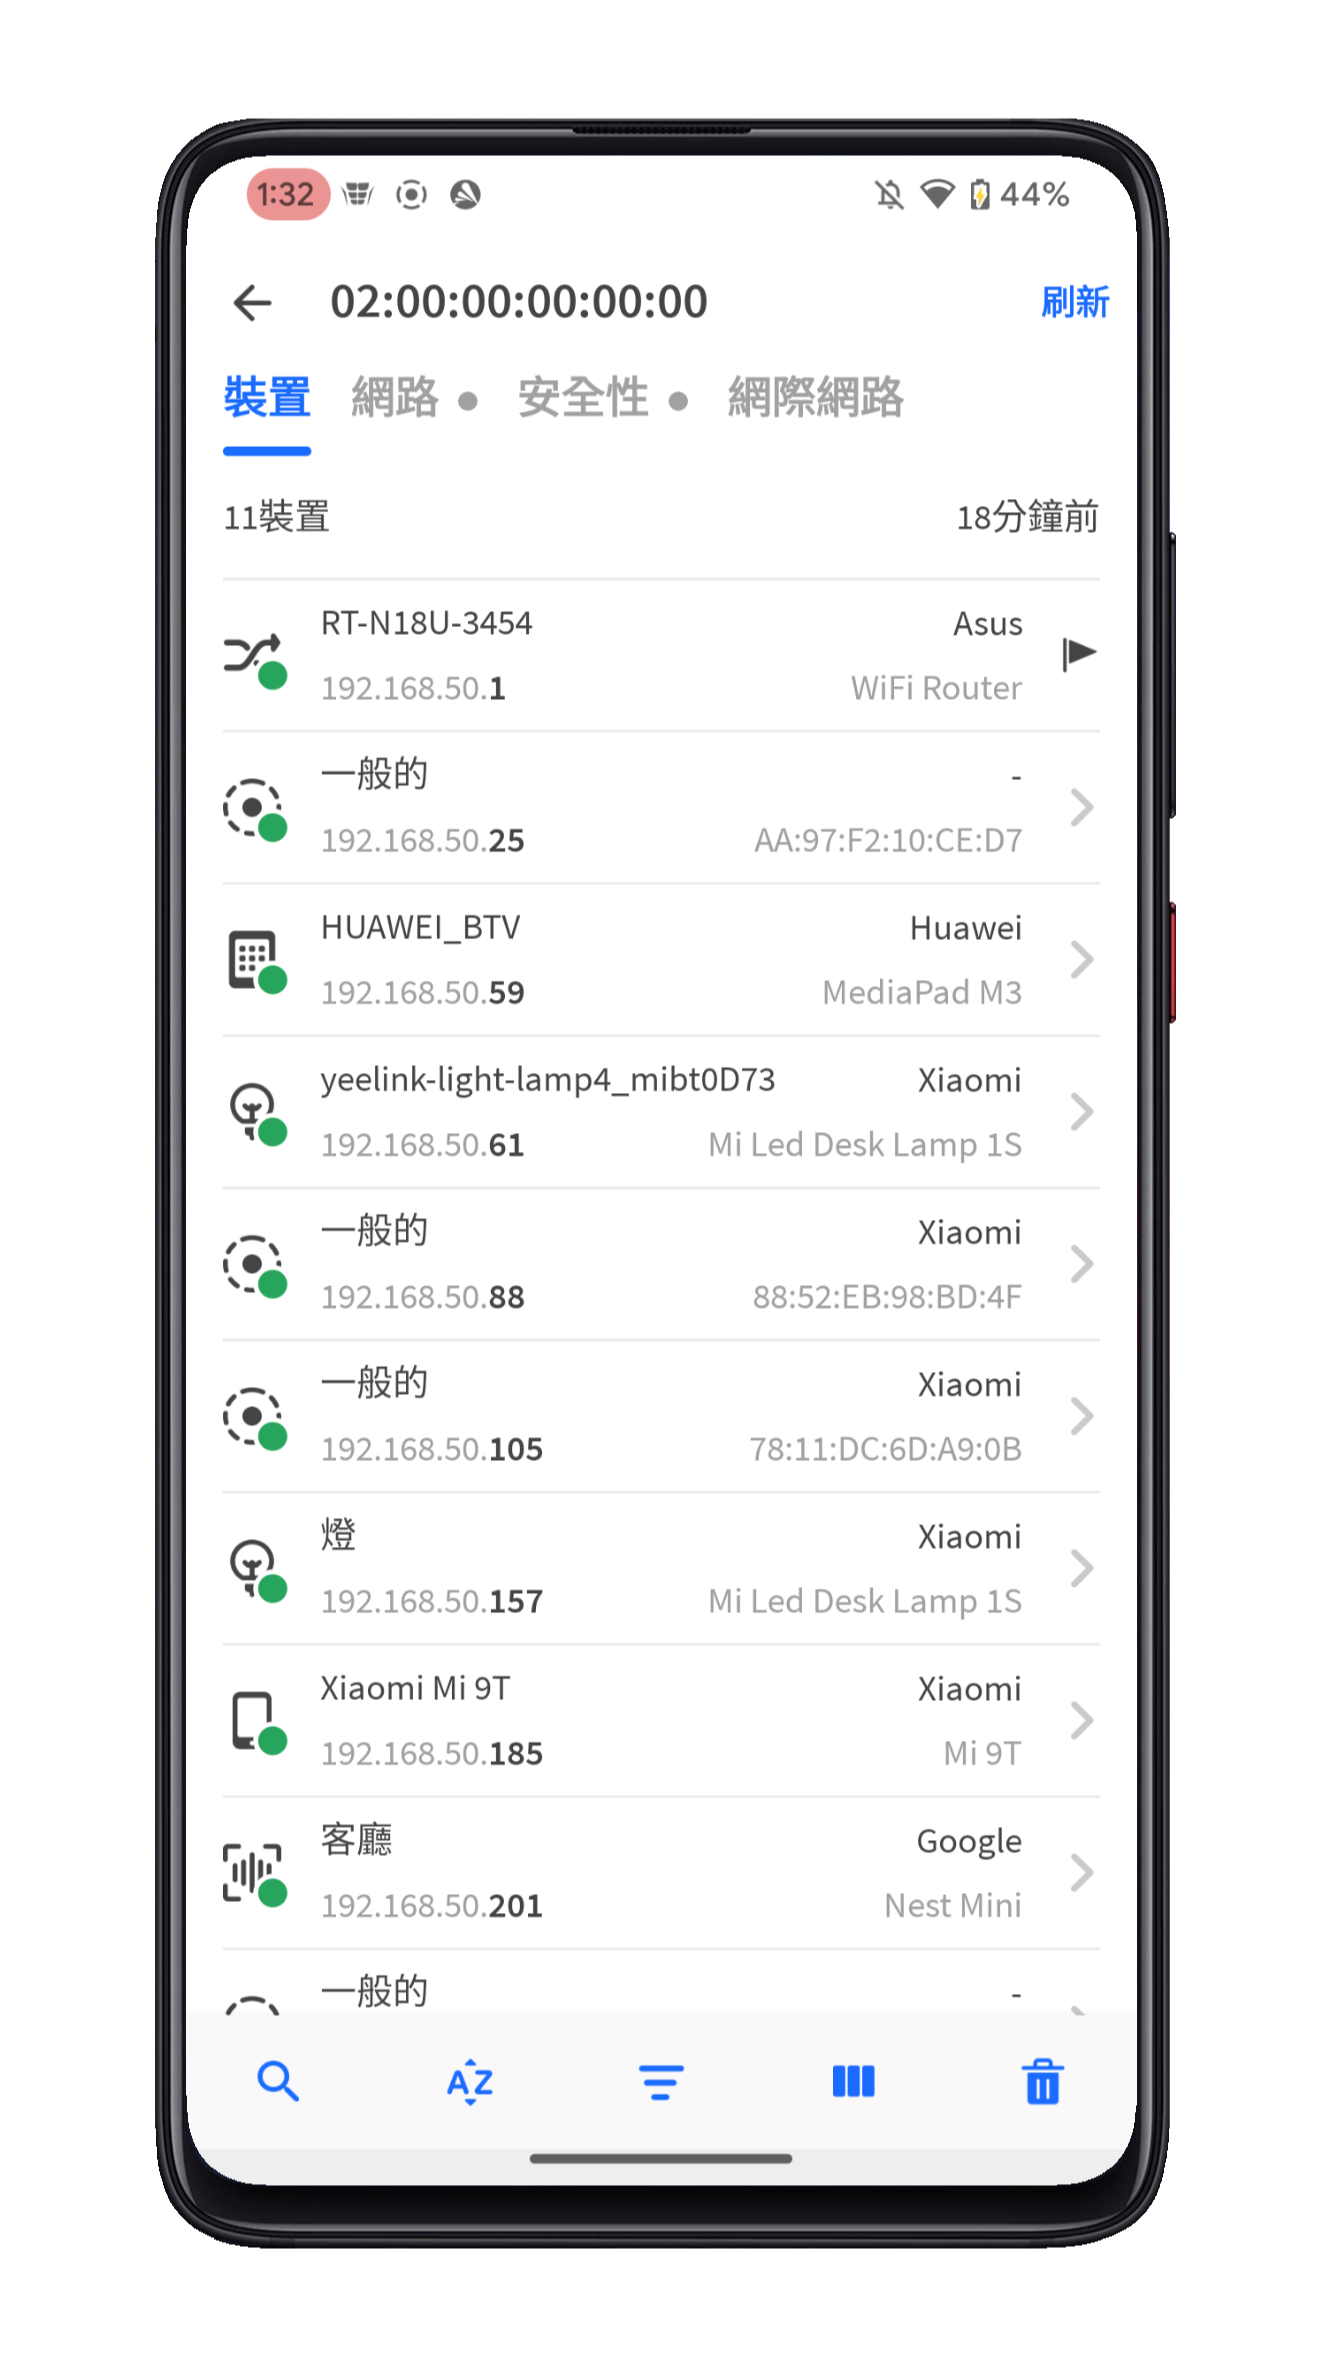 1:32
44%
02:00:00:00:00:00
刷新
裝置 網路 安全性 網際網路
11裝置
18分鐘前
RT-N18U-3454
Asus
192.168.50.1
WiFi Router
一般的
-
192.168.50.25
AA:97:F2:10:CE:D7
HUAWEI_BTV
Huawei
192.168.50.59
MediaPad M3
yeelink-light-lamp4_mibt0D73
Xiaomi
192.168.50.61
Mi Led Desk Lamp 1S
一般的
Xiaomi
192.168.50.88
88:52:EB:98:BD:4F
一般的
Xiaomi
192.168.50.105
78:11:DC:6D:A9:0B
燈
Xiaomi
192.168.50.157
Mi Led Desk Lamp 1S
Xiaomi Mi 9T
Xiaomi
192.168.50.185
Mi 9T
客廳
Google
192.168.50.201
Nest Mini
一般的
-
AZ